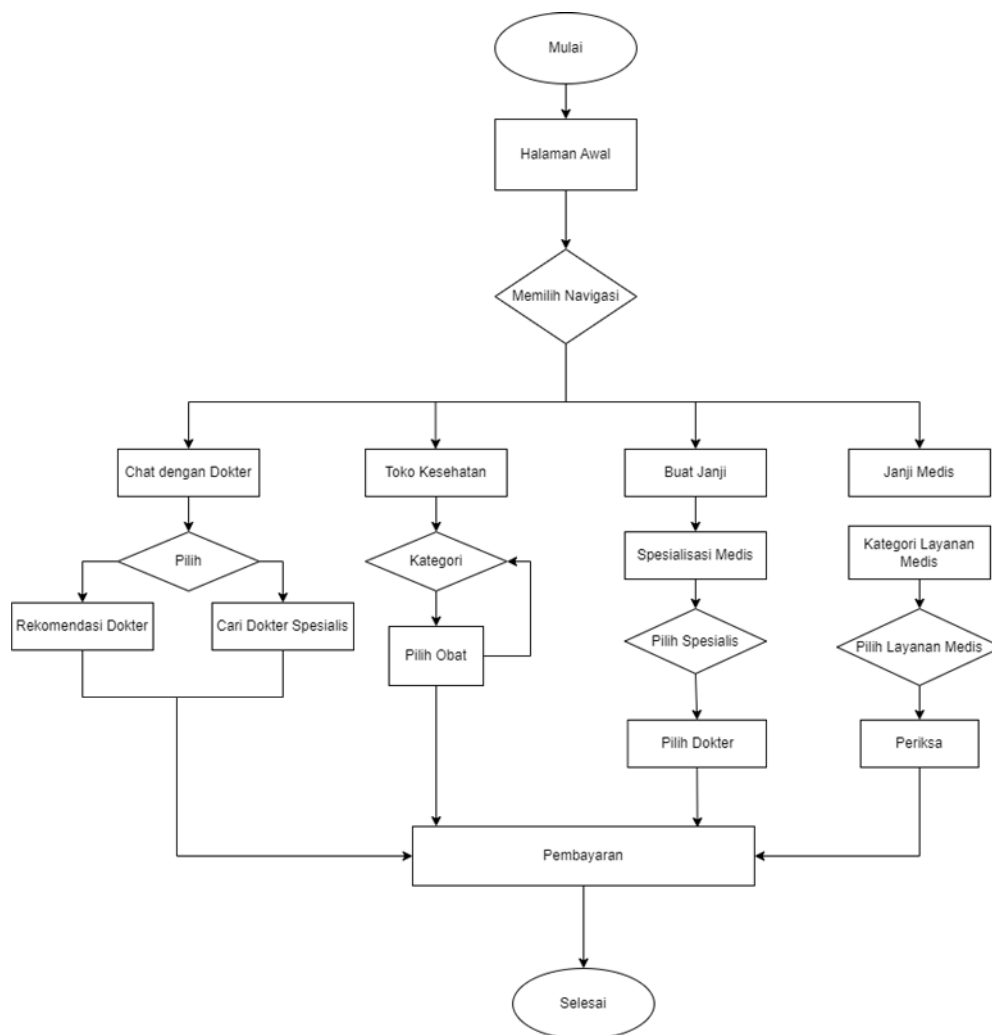 Mulai
Halaman Awal
Memilih Navigasi
Chat dengan Dokter
Toko Kesehatan
Buat Janji
Janji Medis
Pilih
Kategori
Spesialisasi Medis
Kategori Layanan
Medis
Rekomendasi Dokter
Cari Dokter Spesialis
Pilih Obat
Pilih Spesialis
Pilih Layanan Medis
Pilih Dokter
Periksa
Pembayaran
Selesai